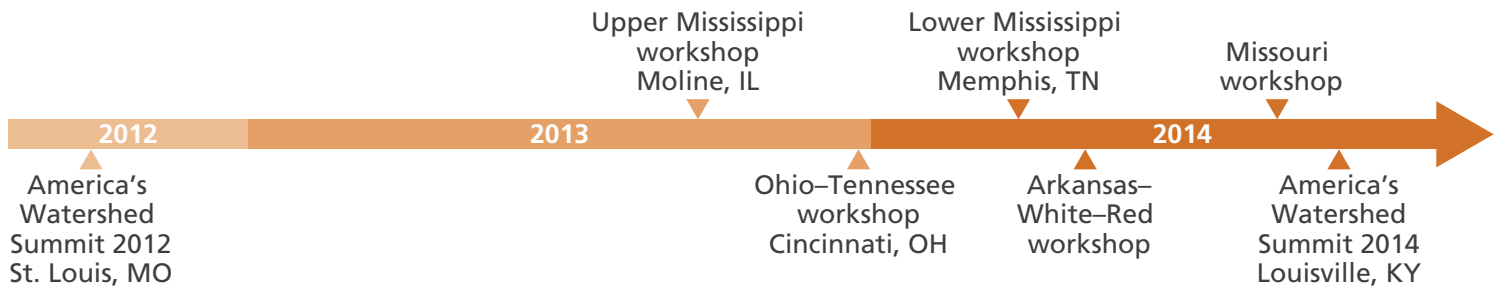 Upper Mississippi
workshop
Moline, IL
Lower Mississippi
workshop
Memphis, TN
Missouri
workshop
2012
2013
2014
America's
Watershed
Summit 2012
St. Louis, MO
Ohio–Tennessee
workshop
Cincinnati, OH
Arkansas–
White–Red
workshop
America's
Watershed
Summit 2014
Louisville, KY